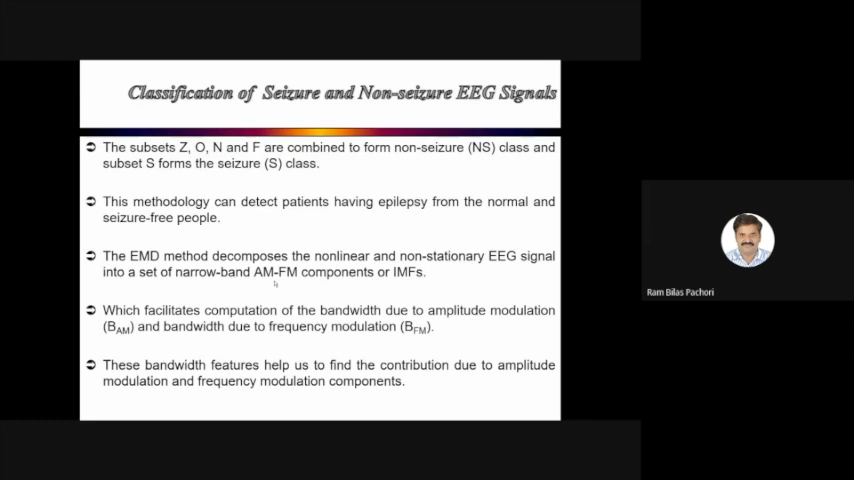 Classification of Seizure and Non-seizure EEG Signals
The subsets Z, O, N and F are combined to form non-seizure (NS) class and
subset S forms the seizure (S) class.
This methodology can detect patients having epilepsy from the normal and
seizure-free people.
The EMD method decomposes the nonlinear and non-stationary EEG signal
into a set of narrow-band AM-FM components or IMFs.
Which facilitates computation of the bandwidth due to amplitude modulation
(BAM) and bandwidth due to frequency modulation (BFM).
These bandwidth features help us to find the contribution due to amplitude
modulation and frequency modulation components.
Ram Bilas Pachori